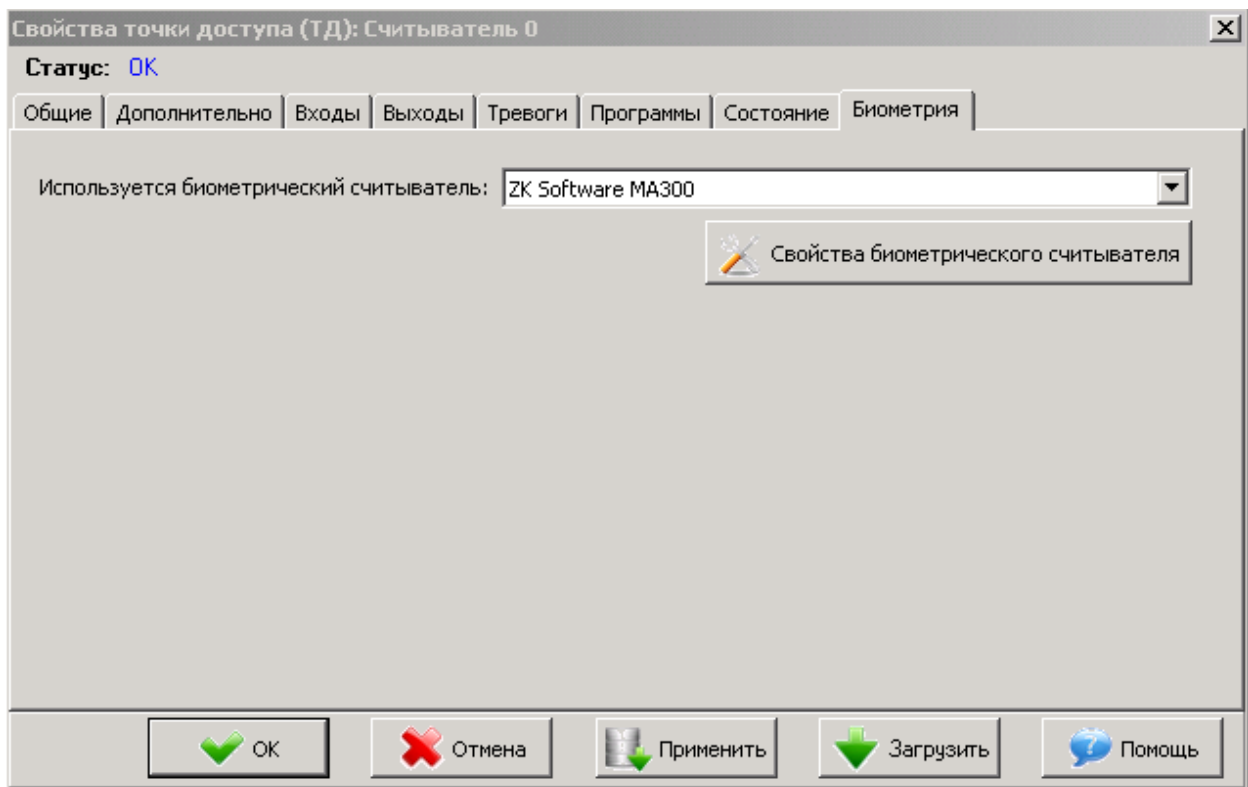 Свойства точки доступа (ТД): Считыватель 0
Статус: OK
Общие Дополнительно Входы Выходы Тревоги Программы Состояние Биометрия
Используется биометрический считыватель: ZK Software MA300
Свойства биометрического считывателя
OK Отмена Применить Загрузить Помощь